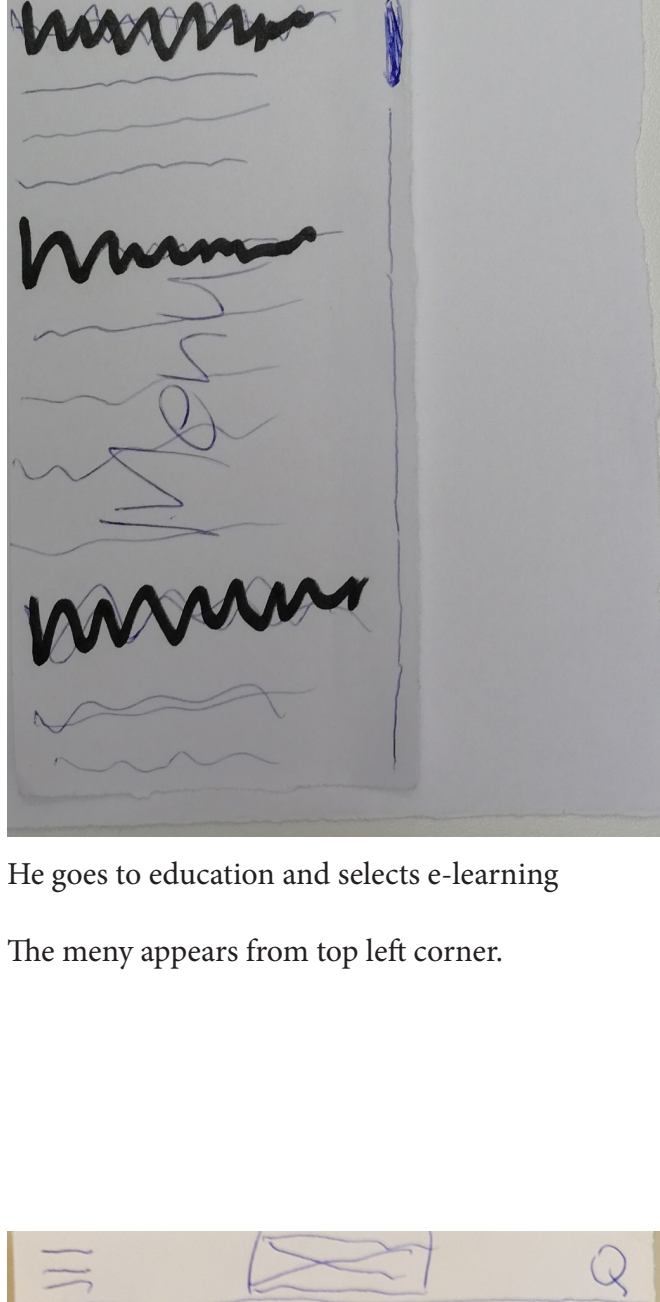 Meny
He goes to education and selects e-learning
The meny appears from top left corner.